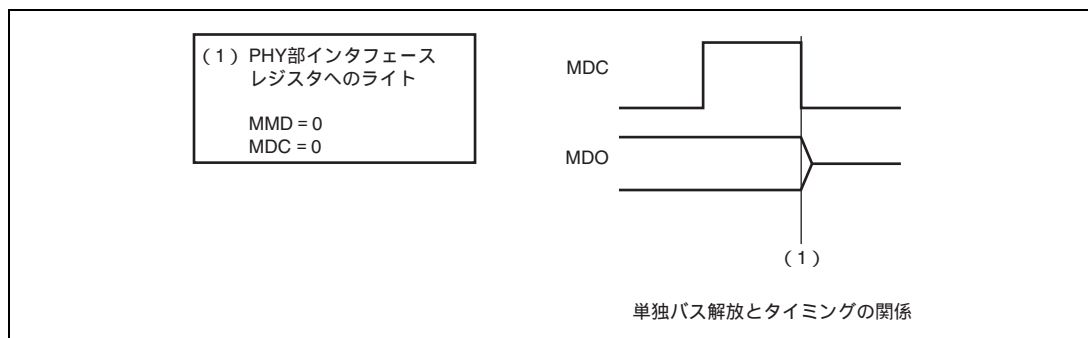 (1) PHY部インタフェース
レジスタへのライト
MMD = 0
MDC = 0
MDC
MDO
(1)
単独バス解放とタイミングの関係